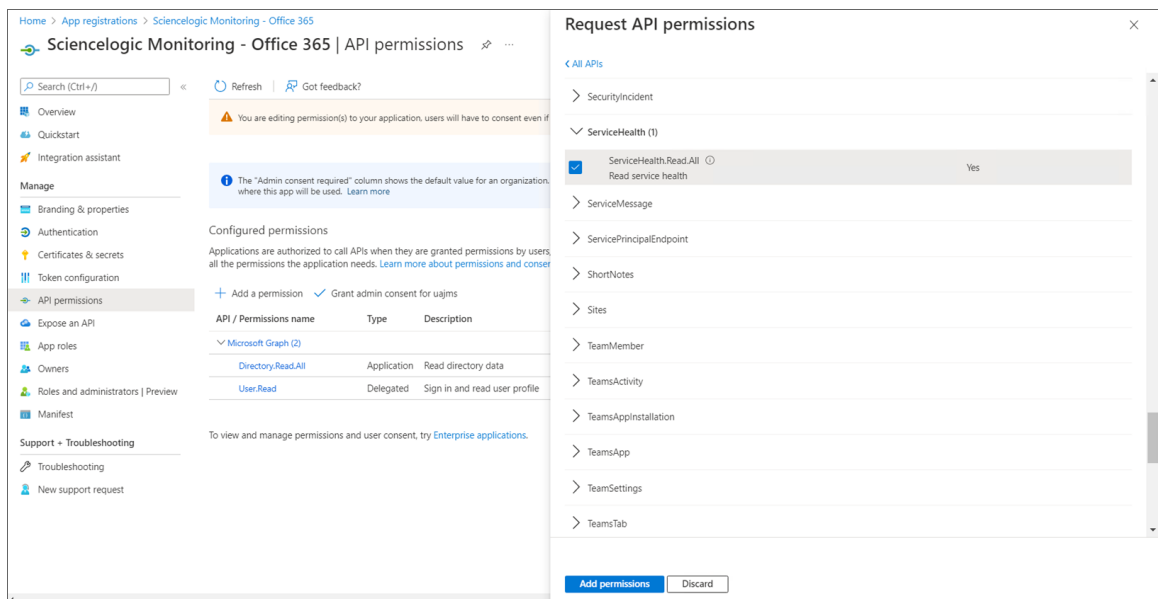 Home > App registrations > Sciencelogic Monitoring - Office 365
Sciencelogic Monitoring - Office 365 | API permissions
Search (Ctrl+/)
Overview
Quickstart
Integration assistant
Manage
Branding & properties
Authentication
Certificates & secrets
Token configuration
API permissions
Expose an API
App roles
Owners
Roles and administrators | Preview
Manifest
Support + Troubleshooting
Troubleshooting
New support request
Refresh
Got feedback?
You are editing permission(s) to your application, users will have to consent even if
The "Admin consent required" column shows the default value for an organization.
where this app will be used. Learn more
Configured permissions
Applications are authorized to call APIs when they are granted permissions by users,
all the permissions the application needs. Learn more about permissions and conser
Add a permission Grant admin consent for uajms
API / Permissions name Type Description
Microsoft Graph (2)
Directory.Read.All Application Read directory data
User.Read Delegated Sign in and read user profile
To view and manage permissions and user consent, try Enterprise applications.
Request API permissions
All APIs
SecurityIncident
ServiceHealth (1)
ServiceHealth.Read.All Yes
Read service health
ServiceMessage
ServicePrincipalEndpoint
ShortNotes
Sites
TeamMember
TeamsActivity
TeamsAppInstallation
TeamsApp
TeamSettings
TeamsTab
Add permissions Discard